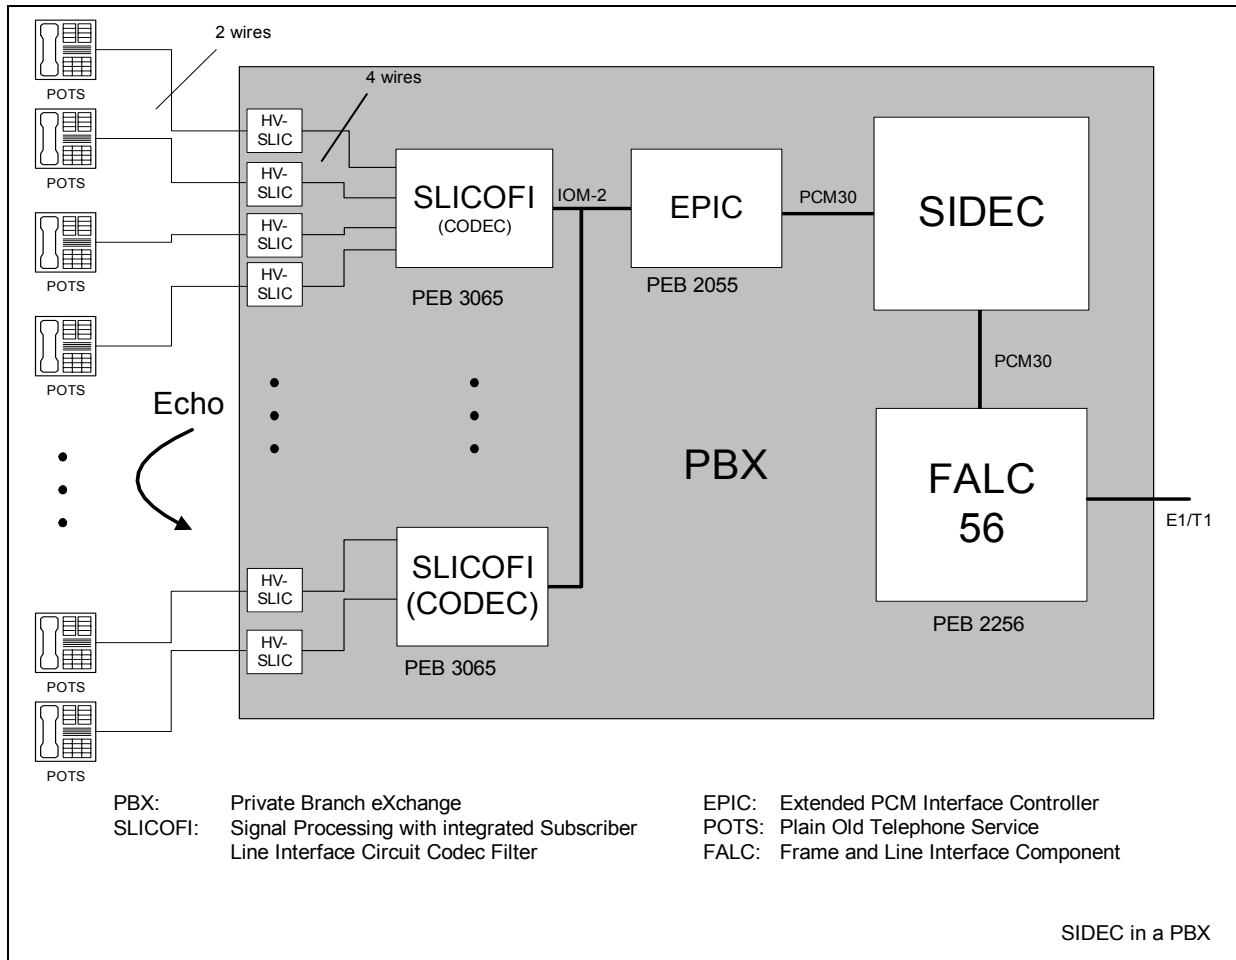 2 wires
POTS
POTS
POTS
POTS
POTS
POTS
4 wires
HV-
SLIC
HV-
SLIC
HV-
SLIC
HV-
SLIC
HV-
SLIC
HV-
SLIC
SLICOFI
(CODEC)
PEB 3065
IOM-2
EPIC
PEB 2055
PCM30
SIDEC
PCM30
Echo
PBX
SLICOFI
(CODEC)
PEB 3065
FALC
56
PEB 2256
E1/T1
PBX: Private Branch eXchange
SLICOFI: Signal Processing with integrated Subscriber
Line Interface Circuit Codec Filter
EPIC: Extended PCM Interface Controller
POTS: Plain Old Telephone Service
FALC: Frame and Line Interface Component
SIDEC in a PBX